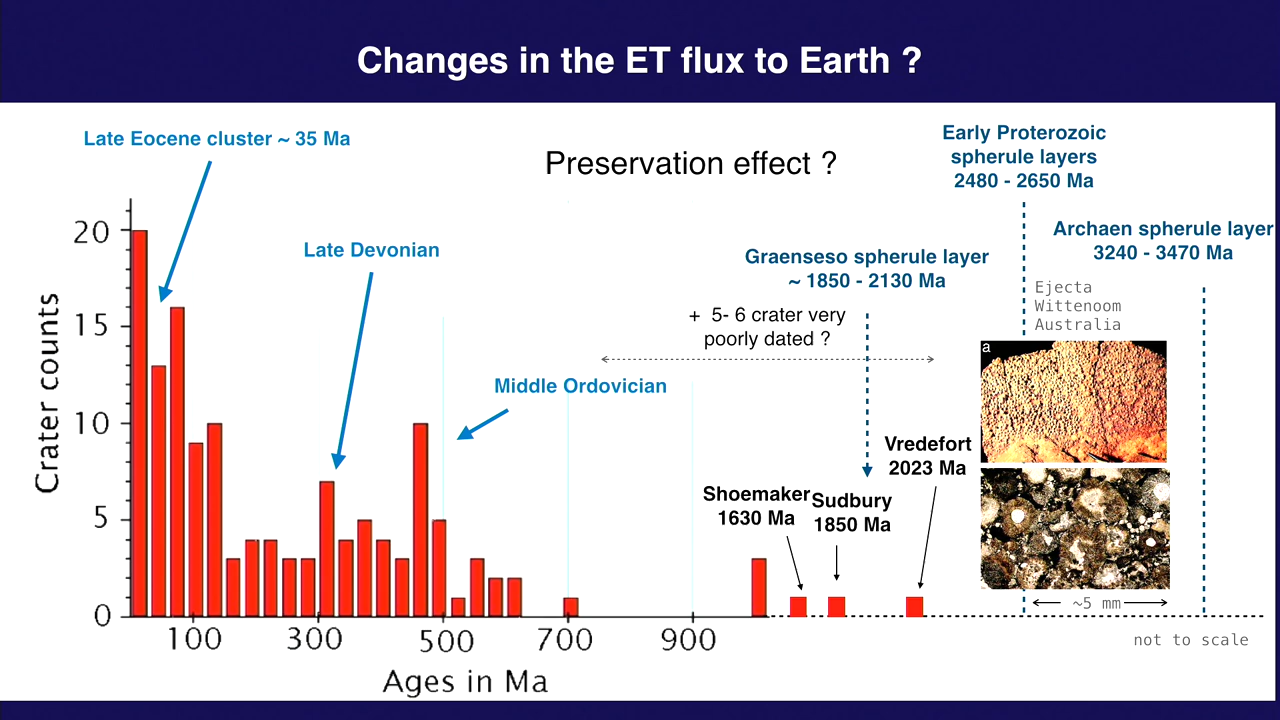 Changes in the ET flux to Earth ?
Late Eocene cluster ~ 35 Ma
Preservation effect ?
Early Proterozoic
spherule layers
2480 - 2650 Ma
Late Devonian
Archaen spherule layer
3240 - 3470 Ma
Graenseso spherule layer
~ 1850 - 2130 Ma
Ejecta
Wittenoom
Australia
+ 5- 6 crater very
poorly dated ?
a
Middle Ordovician
Vredefort
2023 Ma
Shoemaker
1630 Ma
Sudbury
1850 Ma
~5 mm
not to scale
Crater counts
20
15
10
5
0
100
300
500
700
900
Ages in Ma